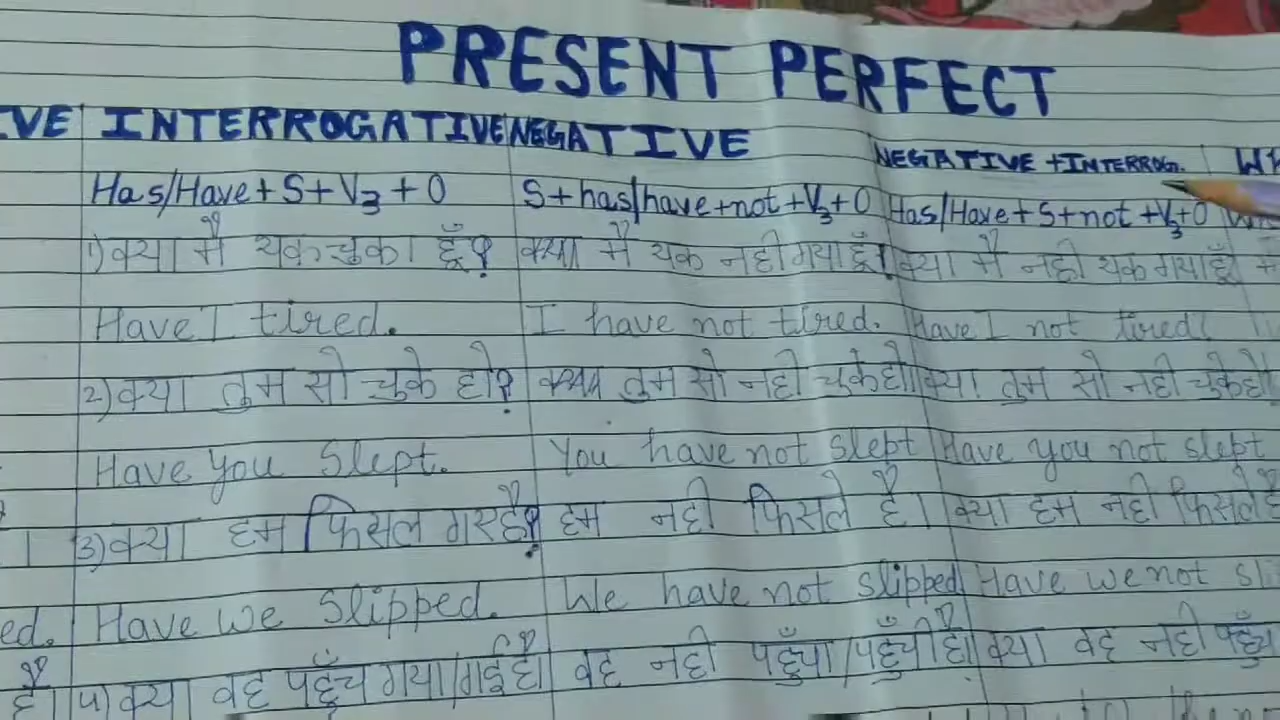 PRESENT PERFECT
IVE INTERROGATIVE NEGATIVE NEGATIVE + INTERROG.
Has/Have + S + V3 + O S + has/have + not + V3 + O Has/Have + S + not + V3 + O
1) क्या मैं थक चुका हूँ? क्या मैं थक नही गया हूँ। क्या मैं नही थक गया हूँ
Have I tired. I have not tired. Have I not tired
2) क्या तुम सो चुके हो? तुम सो नही चुके हो। क्या तुम सो नही चुके हो
Have you Slept. You have not slept Have you not slept
3) क्या हम फिसल गए हैं? हम नही फिसले हैं। क्या हम नही फिसले है
ed. Have we Slipped. We have not slipped Have we not sli
है। 4) क्या वह पहुँच गया/गई है। वह नही पहुँचा/पहुँची है। क्या वह नही पहुँच